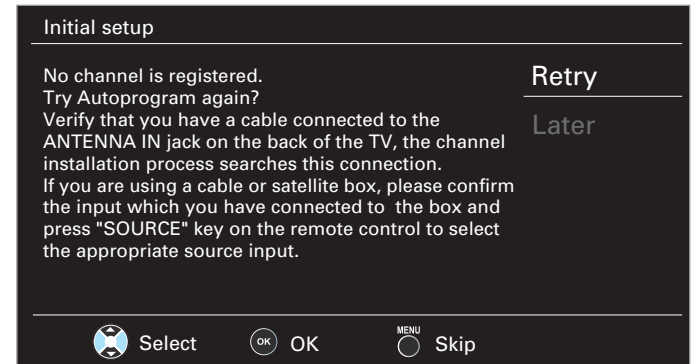 Initial setup
No channel is registered.
Try Autoprogram again?
Verify that you have a cable connected to the
ANTENNA IN jack on the back of the TV, the channel
installation process searches this connection.
If you are using a cable or satellite box, please confirm
the input which you have connected to the box and
press "SOURCE" key on the remote control to select
the appropriate source input.
Retry
Later
Select OK OK MENU Skip